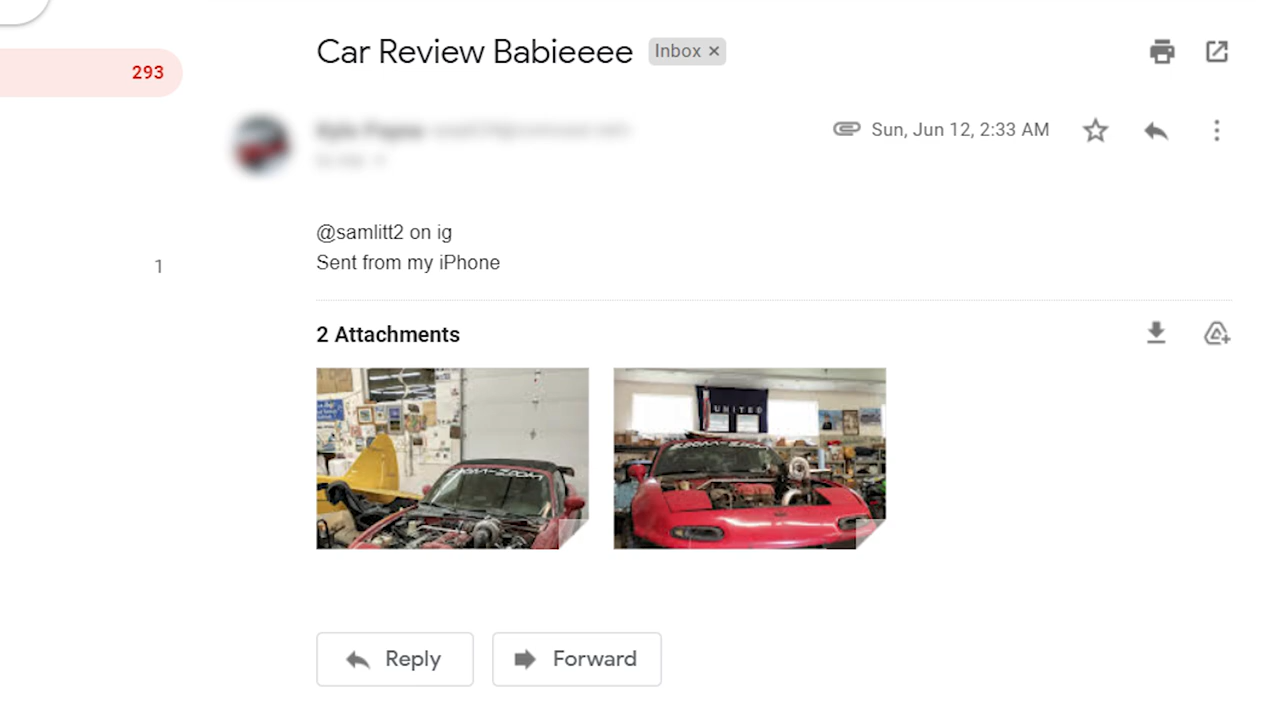 293
Car Review Babieeee
Inbox ×
Sun, Jun 12, 2:33 AM
@samlitt2 on ig
Sent from my iPhone
1
2 Attachments
UNITED
Reply
Forward